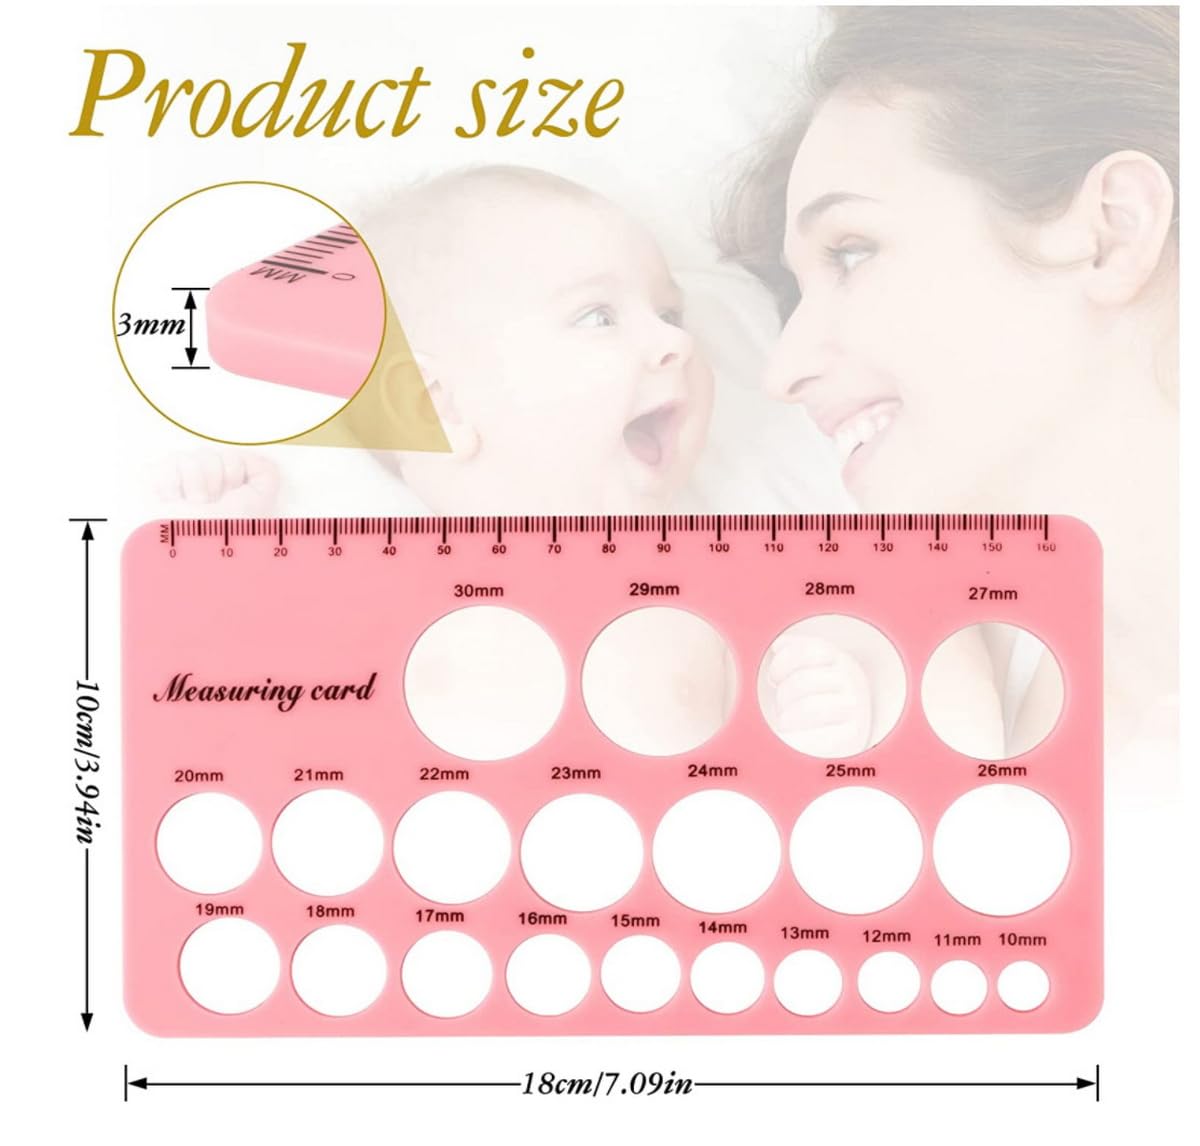 Product size
3mm
MM
0
MM
0 10 20 30 40 50 60 70 80 90 100 110 120 130 140 150 160
30mm 29mm 28mm 27mm
Measuring card
20mm 21mm 22mm 23mm 24mm 25mm 26mm
19mm 18mm 17mm 16mm 15mm 14mm 13mm 12mm 11mm 10mm
10cm/3.94in
18cm/7.09in